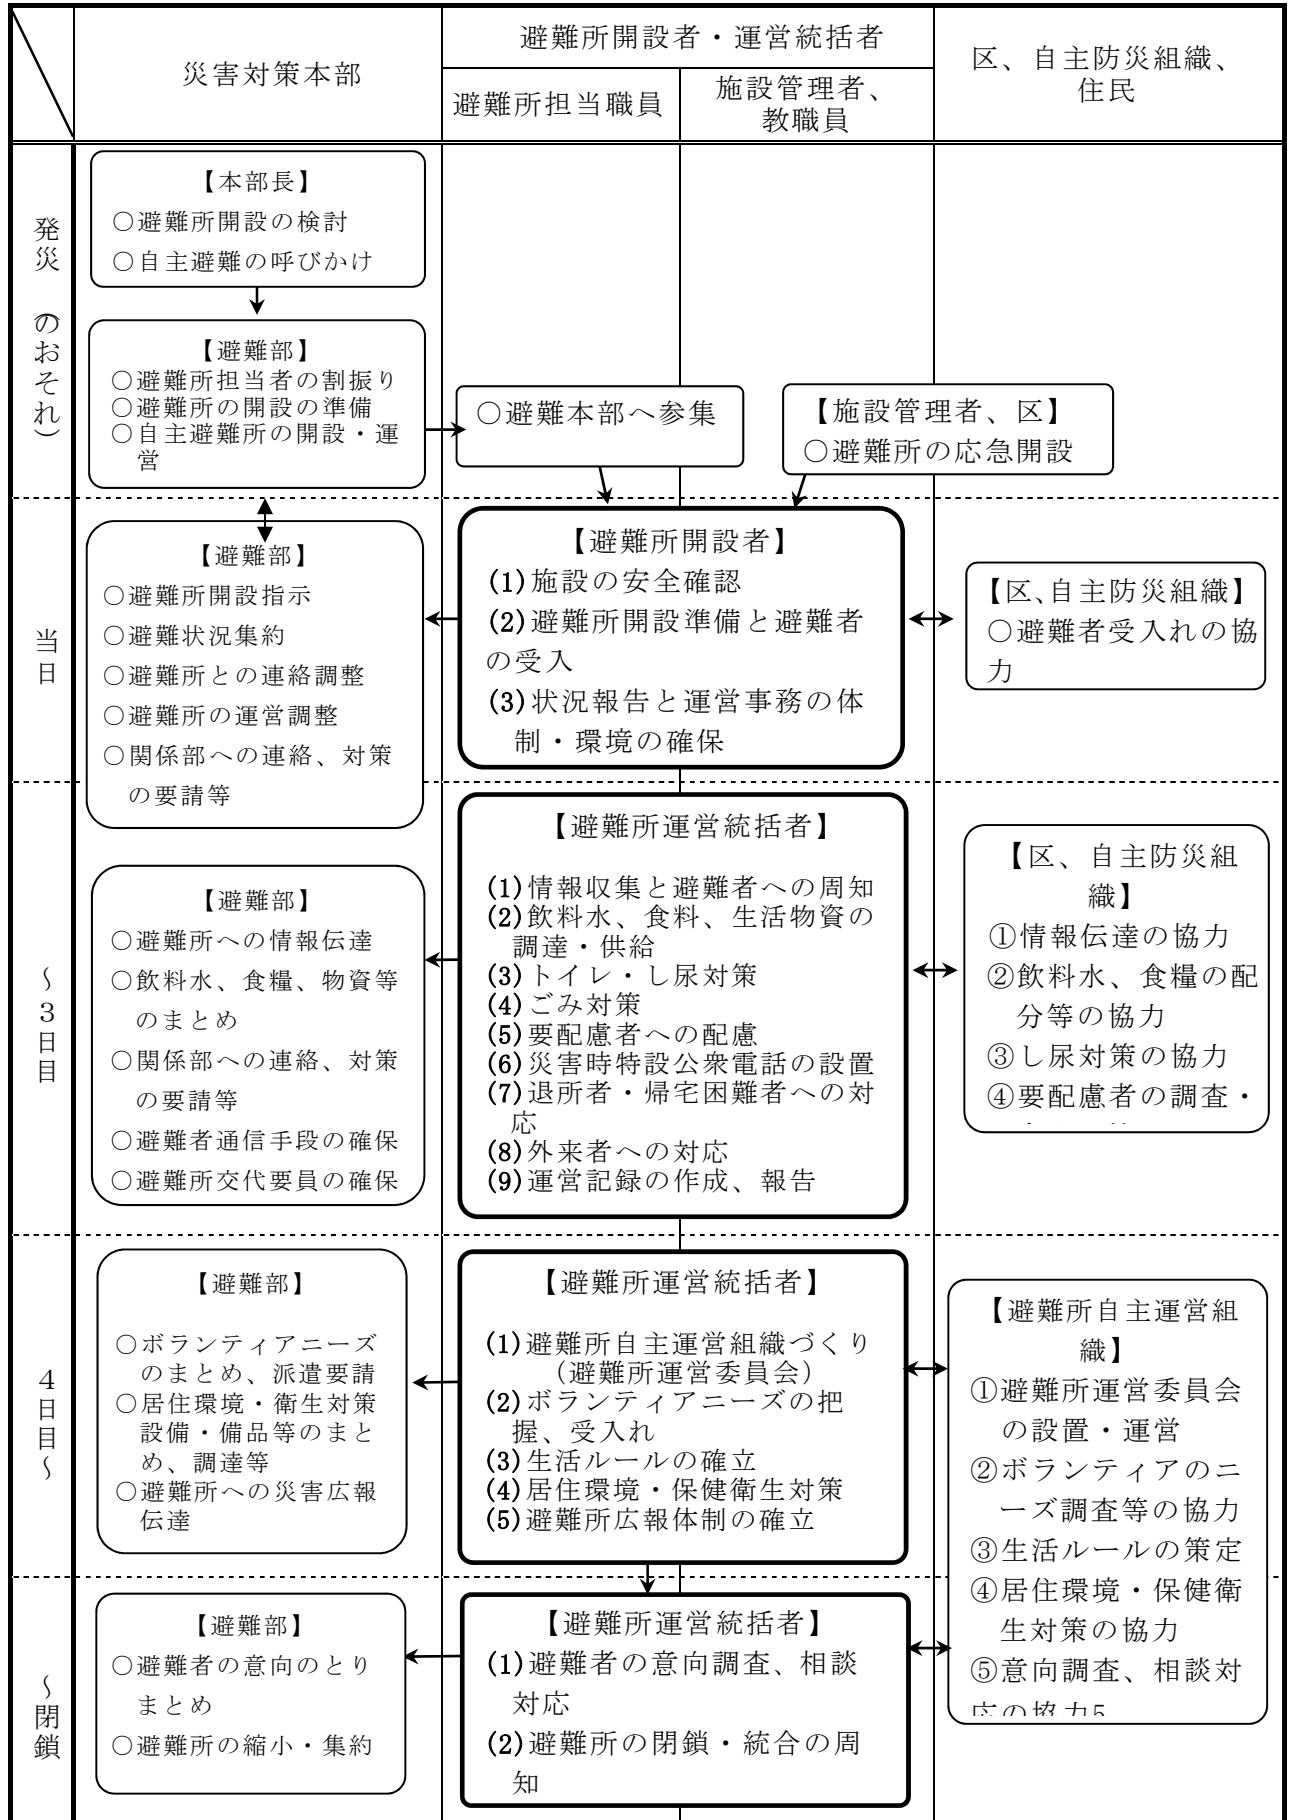 災害対策本部
避難所開設者・運営統括者
避難所担当職員
施設管理者、
教職員
区、自主防災組織、
住民
発災（のおそれ）
【本部長】
〇避難所開設の検討
〇自主避難の呼びかけ
【避難部】
〇避難所担当者の割振り
〇避難所の開設の準備
〇自主避難所の開設・運
営
〇避難本部へ参集
【施設管理者、区】
〇避難所の応急開設
当日
【避難部】
〇避難所開設指示
〇避難状況集約
〇避難所との連絡調整
〇避難所の運営調整
〇関係部への連絡、対策
の要請等
【避難所開設者】
(1)施設の安全確認
(2)避難所開設準備と避難者
の受入
(3)状況報告と運営事務の体
制・環境の確保
【区、自主防災組織】
〇避難者受入れの協
力
～３日目
【避難部】
〇避難所への情報伝達
〇飲料水、食糧、物資等
のまとめ
〇関係部への連絡、対策
の要請等
〇避難者通信手段の確保
〇避難所交代要員の確保
【避難所運営統括者】
(1)情報収集と避難者への周知
(2)飲料水、食料、生活物資の
調達・供給
(3)トイレ・し尿対策
(4)ごみ対策
(5)要配慮者への配慮
(6)災害時特設公衆電話の設置
(7)退所者・帰宅困難者への対
応
(8)外来者への対応
(9)運営記録の作成、報告
【区、自主防災組
織】
①情報伝達の協力
②飲料水、食糧の配
分等の協力
③し尿対策の協力
④要配慮者の調査・
４日目～
【避難部】
〇ボランティアニーズ
のまとめ、派遣要請
〇居住環境・衛生対策
設備・備品等のまと
め、調達等
〇避難所への災害広報
伝達
【避難所運営統括者】
(1)避難所自主運営組織づくり
（避難所運営委員会）
(2)ボランティアニーズの把
握、受入れ
(3)生活ルールの確立
(4)居住環境・保健衛生対策
(5)避難所広報体制の確立
【避難所自主運営組
織】
①避難所運営委員会
の設置・運営
②ボランティアのニ
ーズ調査等の協力
③生活ルールの策定
④居住環境・保健衛
生対策の協力
⑤意向調査、相談対
応の協力5
～閉鎖
【避難部】
〇避難者の意向のとり
まとめ
〇避難所の縮小・集約
【避難所運営統括者】
(1)避難者の意向調査、相談
対応
(2)避難所の閉鎖・統合の周
知